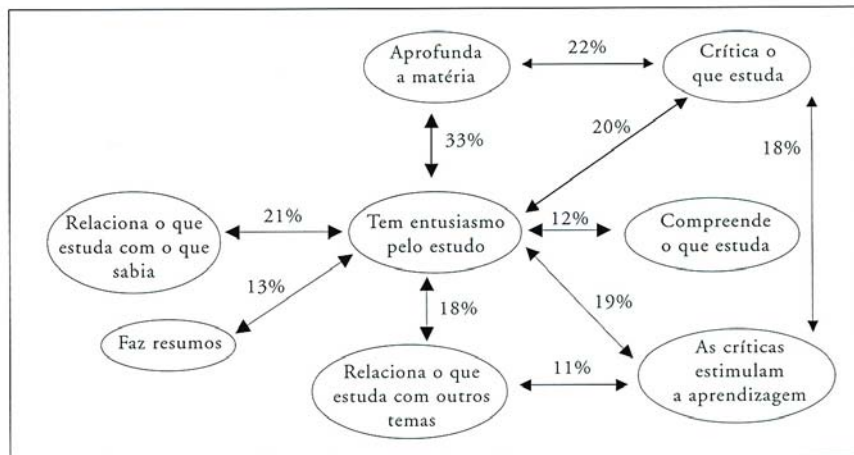 Aprofunda
a matéria
22%
Crítica o
que estuda
33%
20%
18%
Relaciona o que
estuda com o que
sabia
21%
Tem entusiasmo
pelo estudo
12%
Compreende
o que estuda
13%
18%
19%
Faz resumos
Relaciona o que
estuda com outros
temas
11%
As críticas
estimulam
a aprendizagem